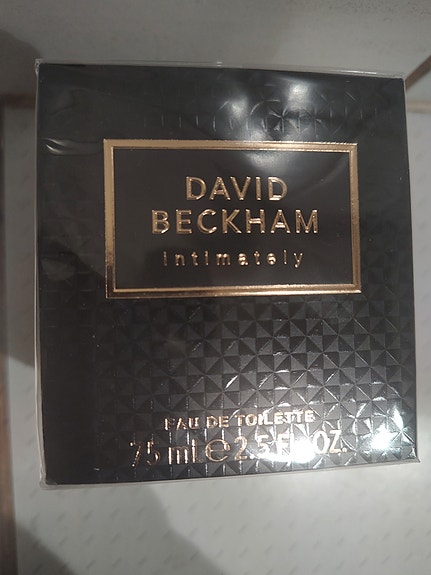 DAVID
BECKHAM
intimately
EAU DE TOILETTE
75 ml ℮ 2.5 FL. OZ.